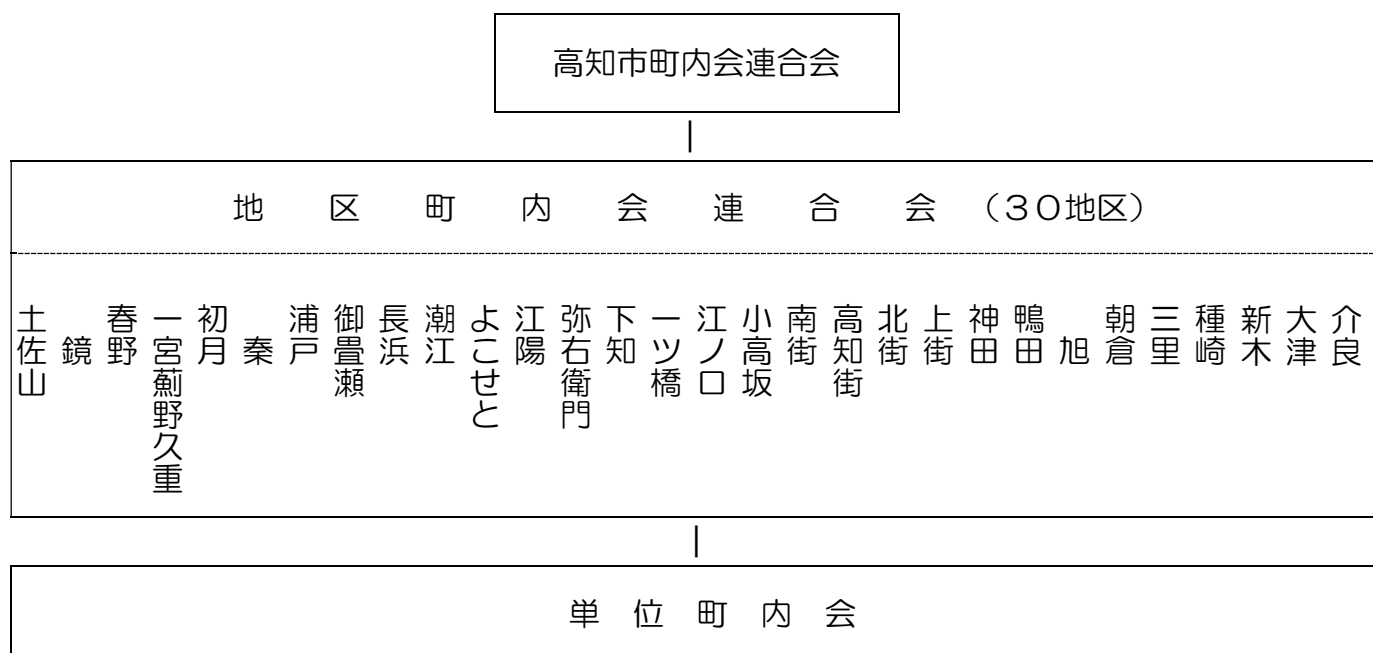 高知市町内会連合会
地区町内会連合会（３０地区）
介良
大津
新木
種崎
三里
朝倉
旭
鴨田
神田
上街
北街
高知街
南街
小高坂
江ノ口
一ツ橋
下知
弥右衛門
江陽
よこせと
潮江
長浜
御畳瀬
浦戸
秦
初月
一宮薊野久重
春野
鏡
土佐山
単位町内会